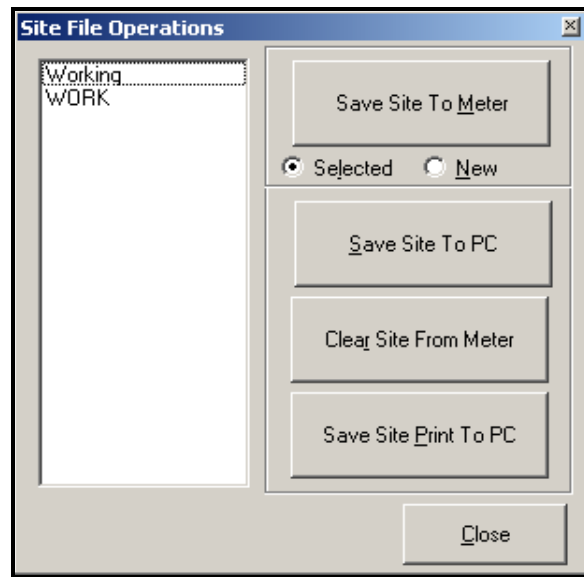 Site File Operations
Working
WORK
Save Site To Meter
Selected New
Save Site To PC
Clear Site From Meter
Save Site Print To PC
Close